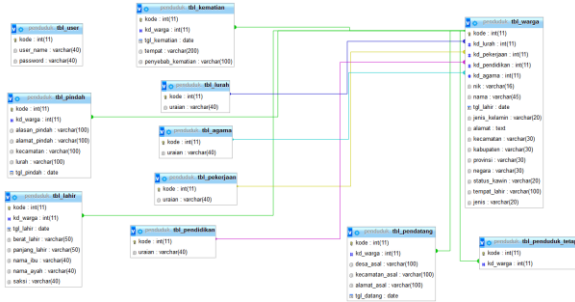 penduduk tbl_user
kode : int(11)
user_name : varchar(40)
password : varchar(40)
penduduk tbl_kematian
kode : int(11)
kd_warga : int(11)
tgl_kematian : date
tempat : varchar(200)
penyebab_kematian : varchar(100)
penduduk tbl_warga
kode : int(11)
kd_lurah : int(11)
kd_pekerjaan : int(11)
kd_pendidikan : int(11)
kd_agama : int(11)
nik : varchar(16)
nama : varchar(45)
tgl_lahir : date
jenis_kelamin : varchar(20)
alamat : text
kecamatan : varchar(30)
kabupaten : varchar(30)
provinsi : varchar(30)
negara : varchar(30)
status_kawin : varchar(20)
tempat_lahir : varchar(100)
jenis : varchar(20)
penduduk tbl_pindah
kode : int(11)
kd_warga : int(11)
alasan_pindah : varchar(100)
alamat_pindah : varchar(100)
kecamatan : varchar(100)
lurah : varchar(100)
tgl_pindah : date
penduduk tbl_lurah
kode : int(11)
uraian : varchar(40)
penduduk tbl_agama
kode : int(11)
uraian : varchar(40)
penduduk tbl_pekerjaan
kode : int(11)
uraian : varchar(40)
penduduk tbl_lahir
kode : int(11)
kd_warga : int(11)
tgl_lahir : date
berat_lahir : varchar(50)
panjang_lahir : varchar(50)
nama_ibu : varchar(40)
nama_ayah : varchar(40)
saksi : varchar(40)
penduduk tbl_pendidikan
kode : int(11)
uraian : varchar(40)
penduduk tbl_pendatang
kode : int(11)
kd_warga : int(11)
desa_asal : varchar(100)
kecamatan_asal : varchar(100)
alamat_asal : varchar(100)
tgl_datang : date
penduduk tbl_penduduk_tetap
kode : int(11)
kd_warga : int(11)